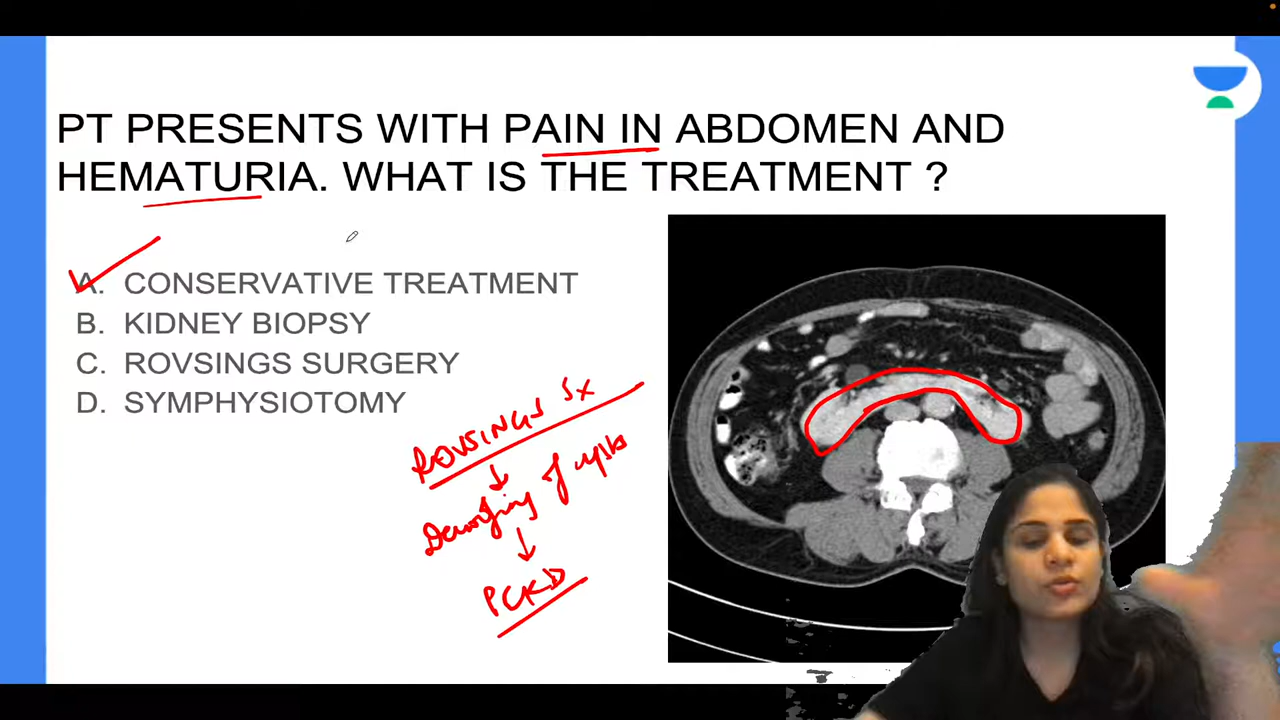 PT PRESENTS WITH PAIN IN ABDOMEN AND
HEMATURIA. WHAT IS THE TREATMENT ?
A. CONSERVATIVE TREATMENT
B. KIDNEY BIOPSY
C. ROVSINGS SURGERY
D. SYMPHYSIOTOMY
ROVSINGS Sx
of
PCKD